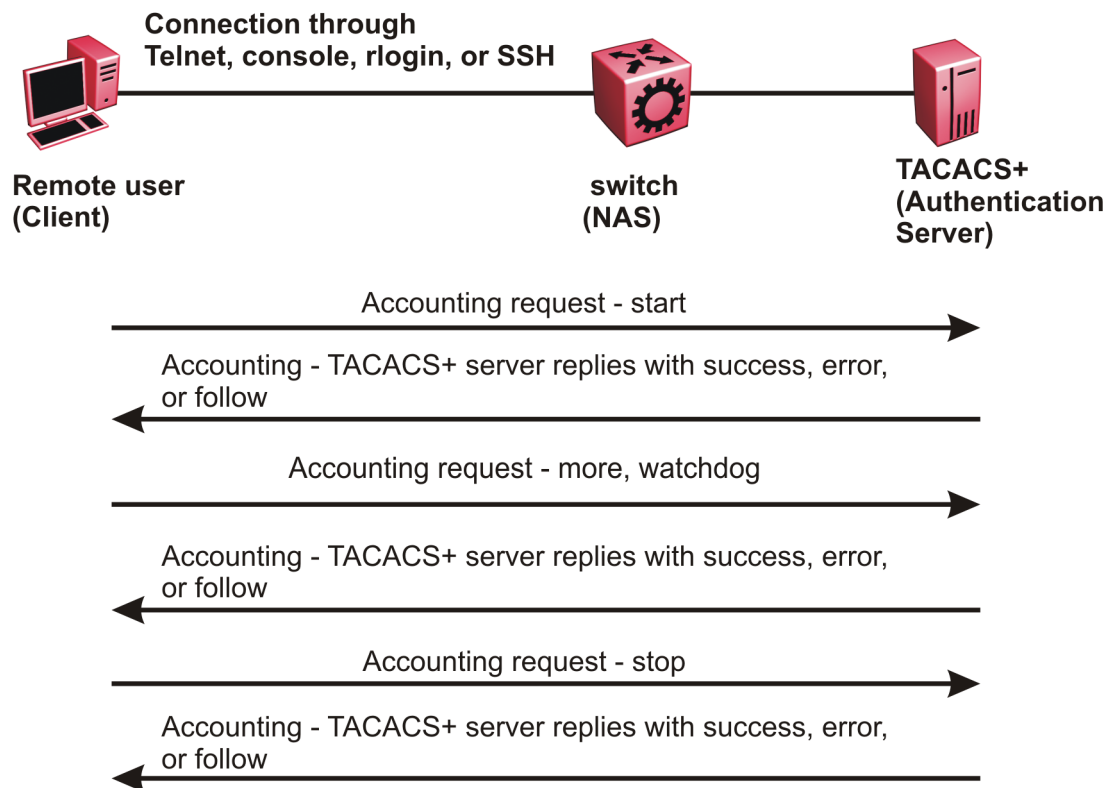 Connection through
Telnet, console, rlogin, or SSH
Remote user
(Client)
switch
(NAS)
TACACS+
(Authentication
Server)
Accounting request - start
Accounting - TACACS+ server replies with success, error,
or follow
Accounting request - more, watchdog
Accounting - TACACS+ server replies with success, error,
or follow
Accounting request - stop
Accounting - TACACS+ server replies with success, error,
or follow